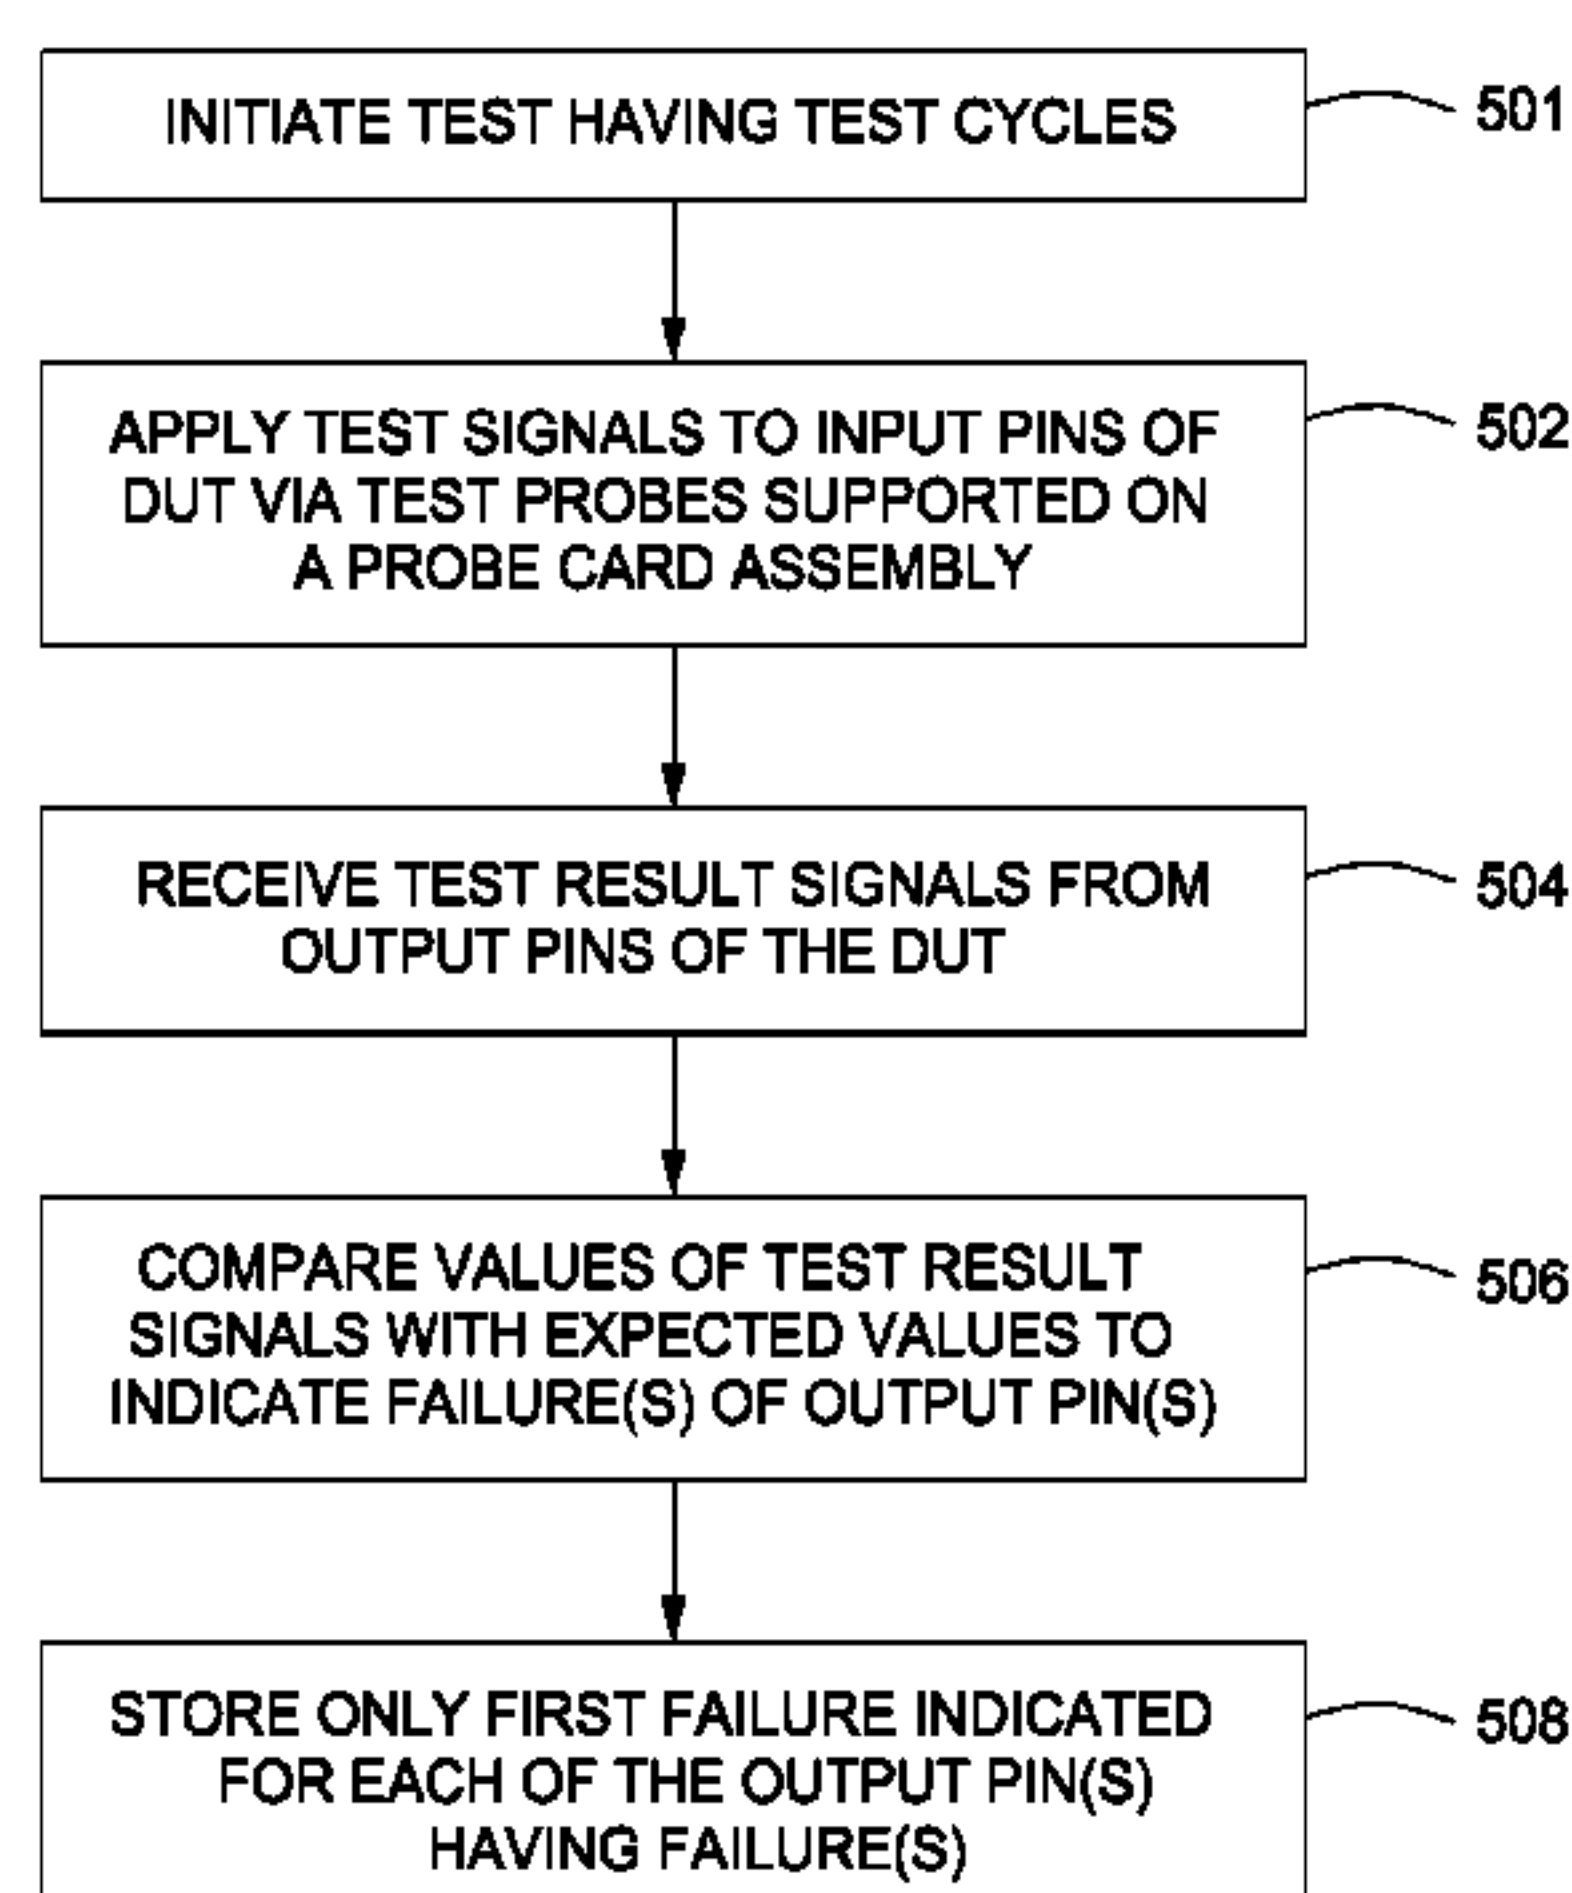 INITIATE TEST HAVING TEST CYCLES
501
APPLY TEST SIGNALS TO INPUT PINS OF
DUT VIA TEST PROBES SUPPORTED ON
A PROBE CARD ASSEMBLY
502
RECEIVE TEST RESULT SIGNALS FROM
OUTPUT PINS OF THE DUT
504
COMPARE VALUES OF TEST RESULT
SIGNALS WITH EXPECTED VALUES TO
INDICATE FAILURE(S) OF OUTPUT PIN(S)
506
STORE ONLY FIRST FAILURE INDICATED
FOR EACH OF THE OUTPUT PIN(S)
HAVING FAILURE(S)
508